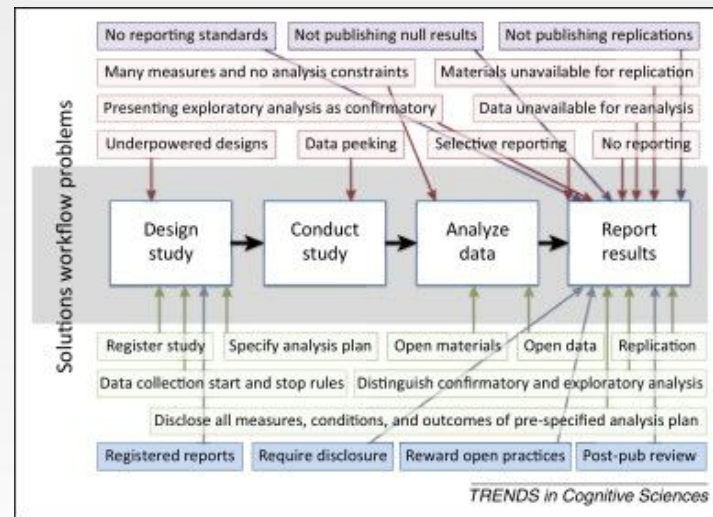 No reporting standards
Not publishing null results
Not publishing replications
Many measures and no analysis constraints
Materials unavailable for replication
Presenting exploratory analysis as confirmatory
Data unavailable for reanalysis
Underpowered designs
Data peeking
Selective reporting
No reporting
Solutions workflow problems
Design
study
Conduct
study
Analyze
data
Report
results
Register study
Specify analysis plan
Open materials
Open data
Replication
Data collection start and stop rules
Distinguish confirmatory and exploratory analysis
Disclose all measures, conditions, and outcomes of pre-specified analysis plan
Registered reports
Require disclosure
Reward open practices
Post-pub review
TRENDS in Cognitive Sciences